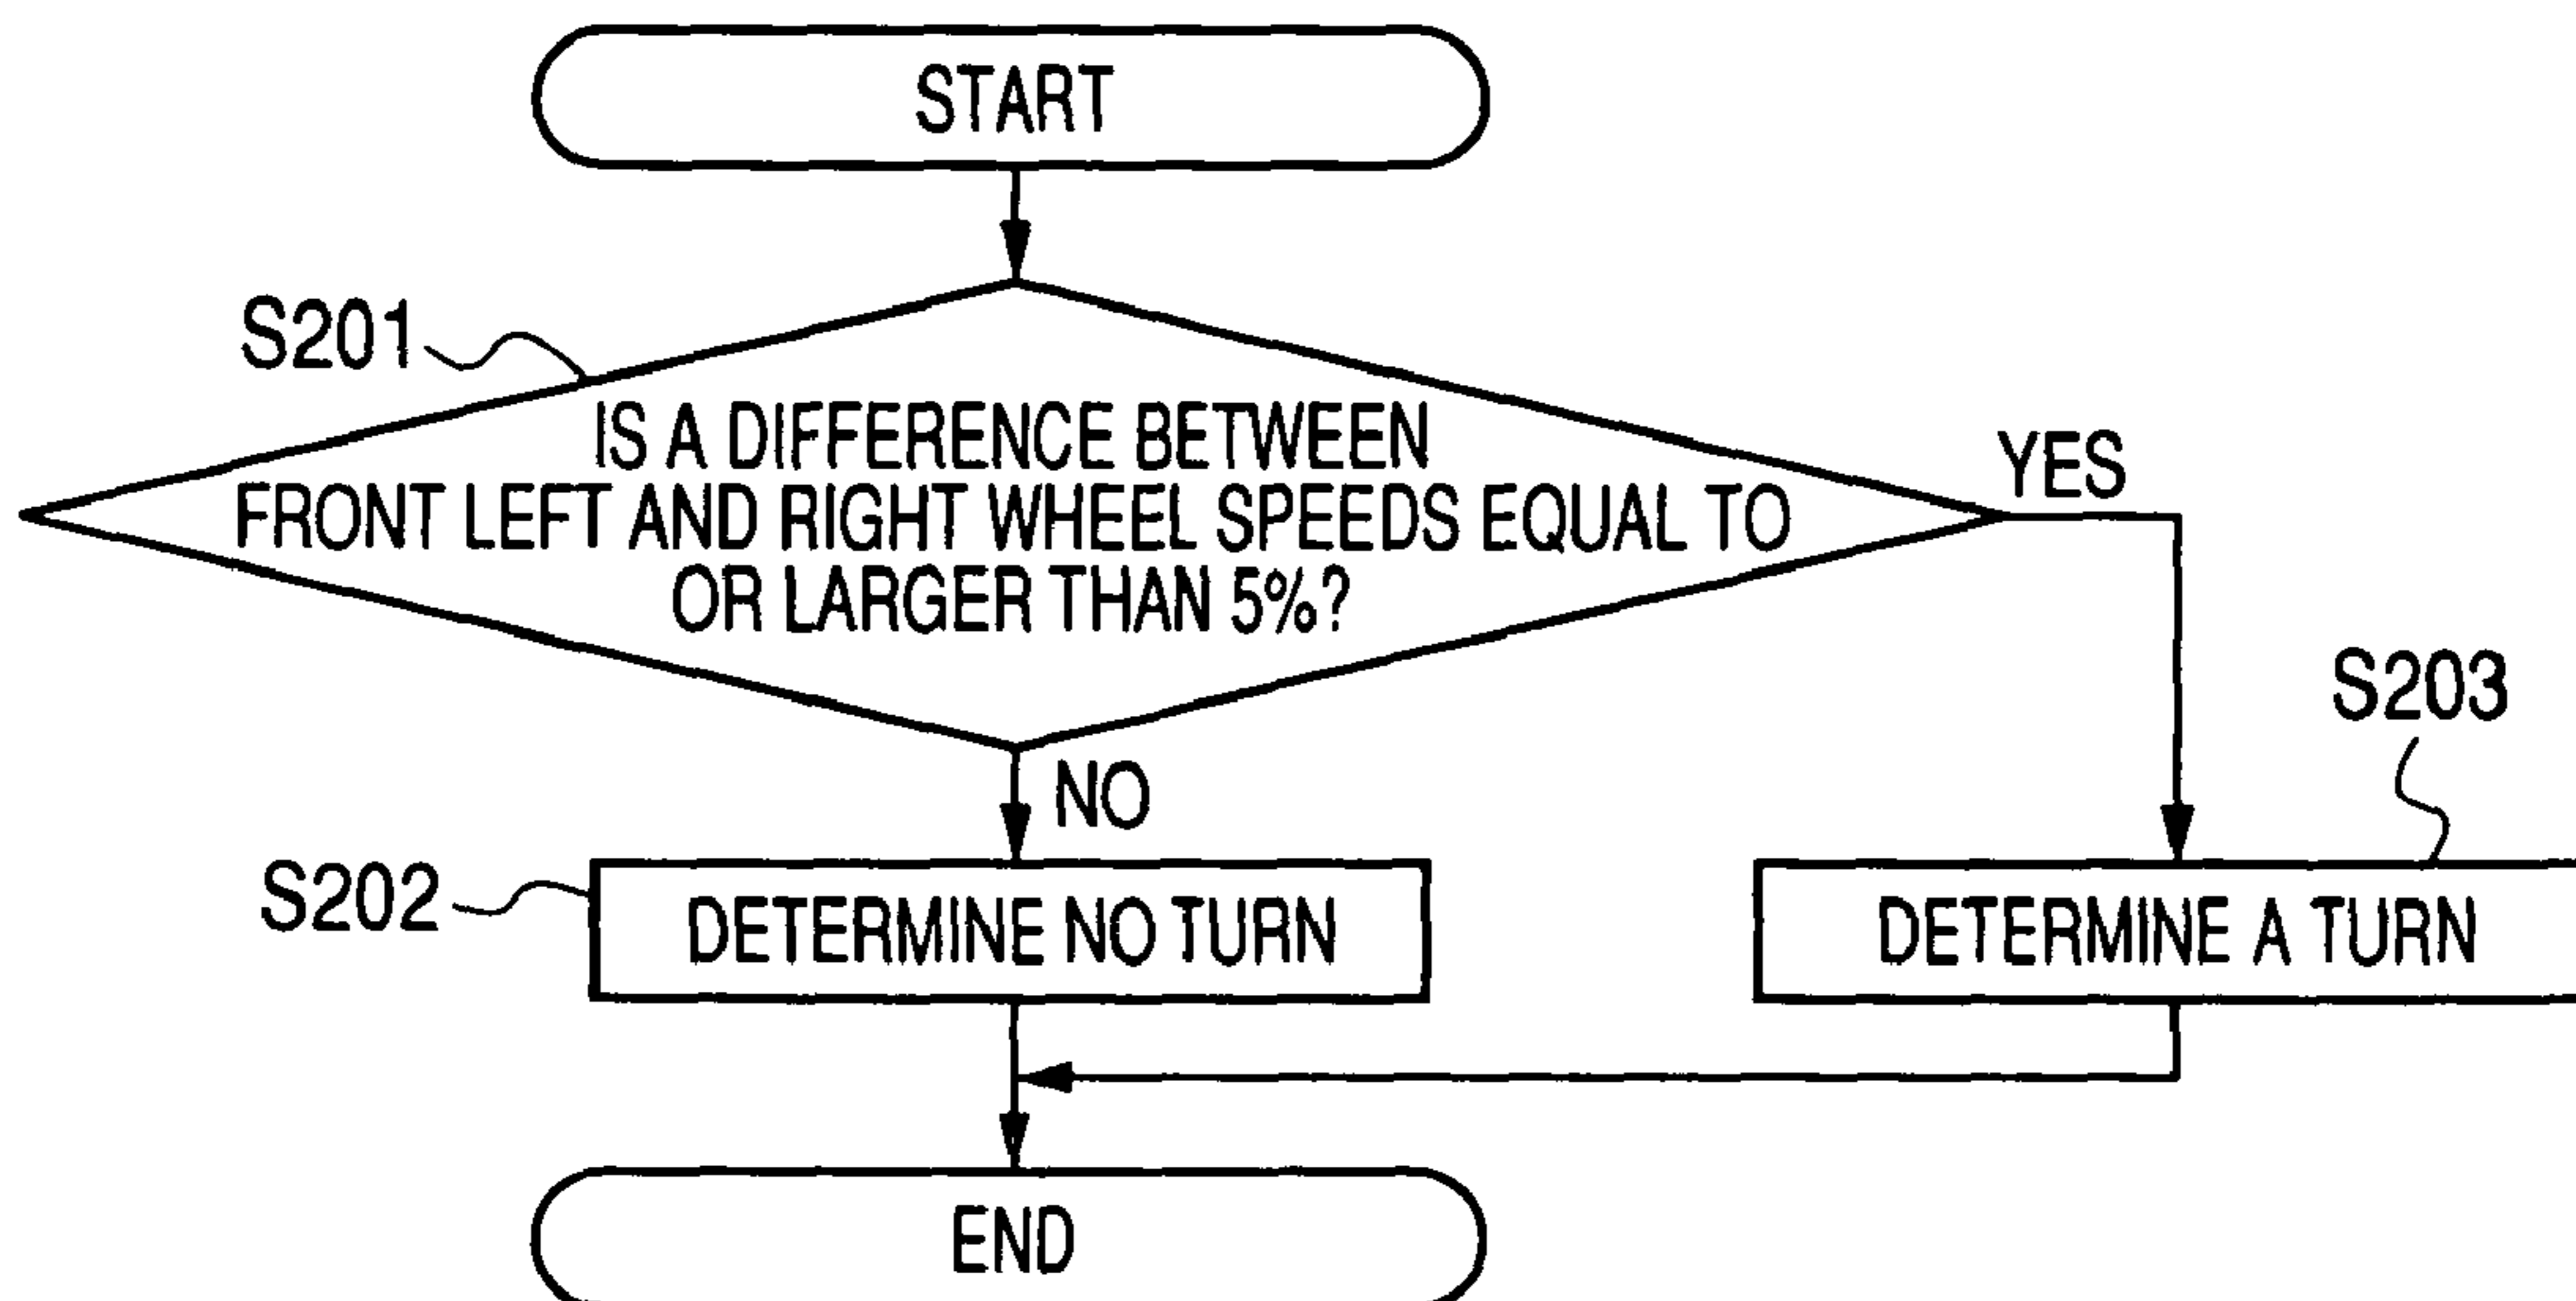 START
S201
IS A DIFFERENCE BETWEEN
FRONT LEFT AND RIGHT WHEEL SPEEDS EQUAL TO
OR LARGER THAN 5%?
YES
NO
S203
S202
DETERMINE NO TURN
DETERMINE A TURN
END